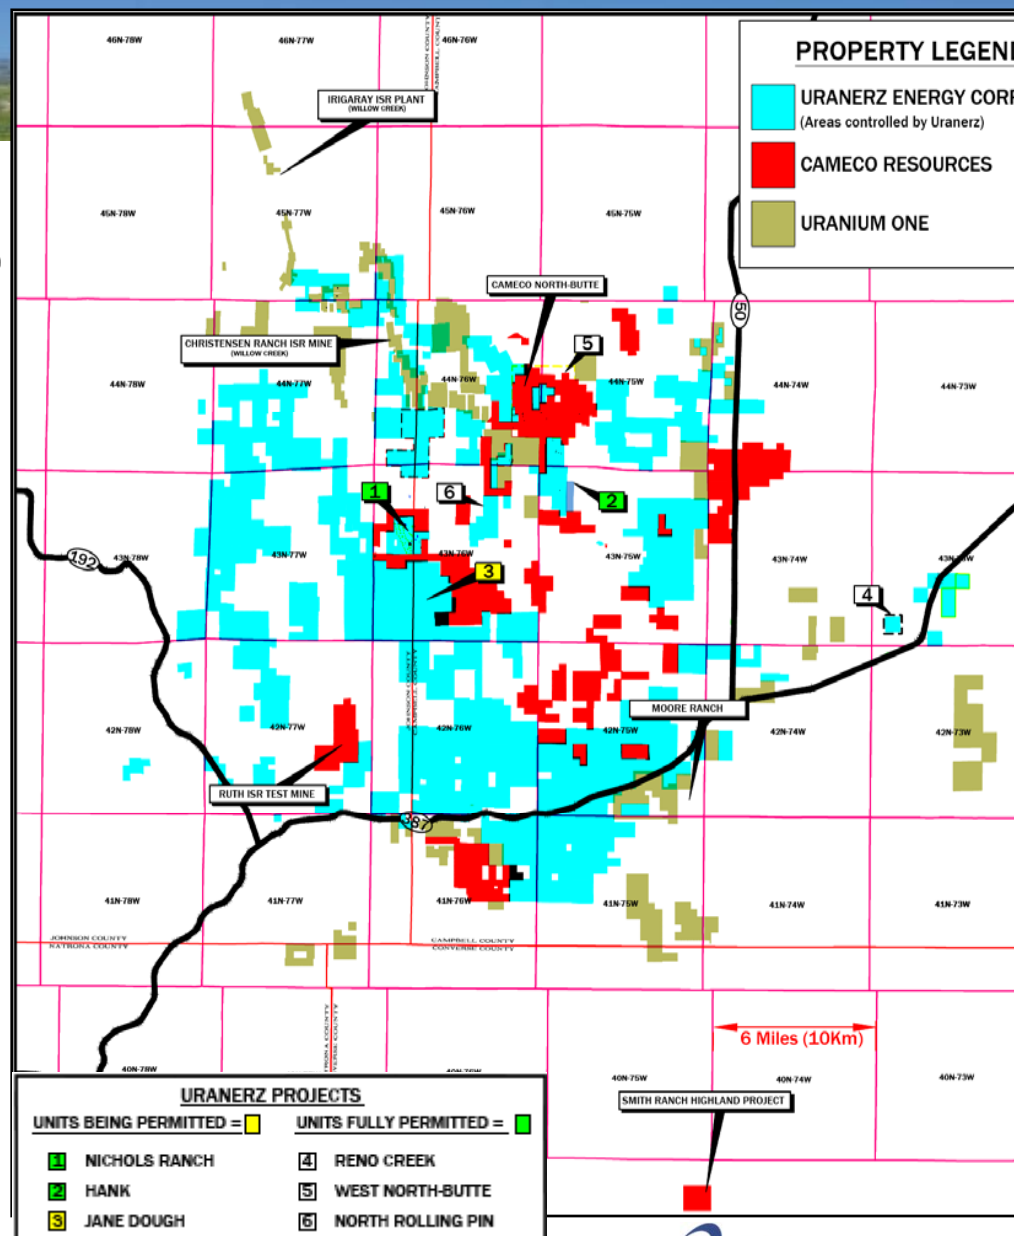 46N-78W
46N-77W
46N-76W
JOHNSON COUNTY
CAMPBELL COUNTY
PROPERTY LEGEN
URANERZ ENERGY COR
(Areas controlled by Uranerz)
CAMECO RESOURCES
URANIUM ONE
IRIGARAY ISR PLANT
(WILLOW CREEK)
45N-78W
45N-77W
45N-76W
45N-75W
CAMECO NORTH-BUTTE
50
CHRISTENSEN RANCH ISR MINE
(WILLOW CREEK)
5
44N-78W
44N-77W
44N-76W
44N-75W
44N-74W
44N-73W
1
6
2
192
43N-78W
43N-77W
43N-76W
43N-75W
43N-74W
3
4
JOHNSON COUNTY
CAMPBELL COUNTY
MOORE RANCH
42N-78W
42N-77W
42N-76W
42N-75W
42N-74W
42N-73W
RUTH ISR TEST MINE
387
41N-78W
41N-77W
41N-76W
41N-75W
41N-74W
41N-73W
JOHNSON COUNTY
NATRONA COUNTY
CAMPBELL COUNTY
CONVERSE COUNTY
6 Miles (10Km)
40N-78W
40N-75W
40N-74W
40N-73W
SMITH RANCH HIGHLAND PROJECT
URANERZ PROJECTS
UNITS BEING PERMITTED =
UNITS FULLY PERMITTED =
1 NICHOLS RANCH
4 RENO CREEK
2 HANK
5 WEST NORTH-BUTTE
3 JANE DOUGH
6 NORTH ROLLING PIN